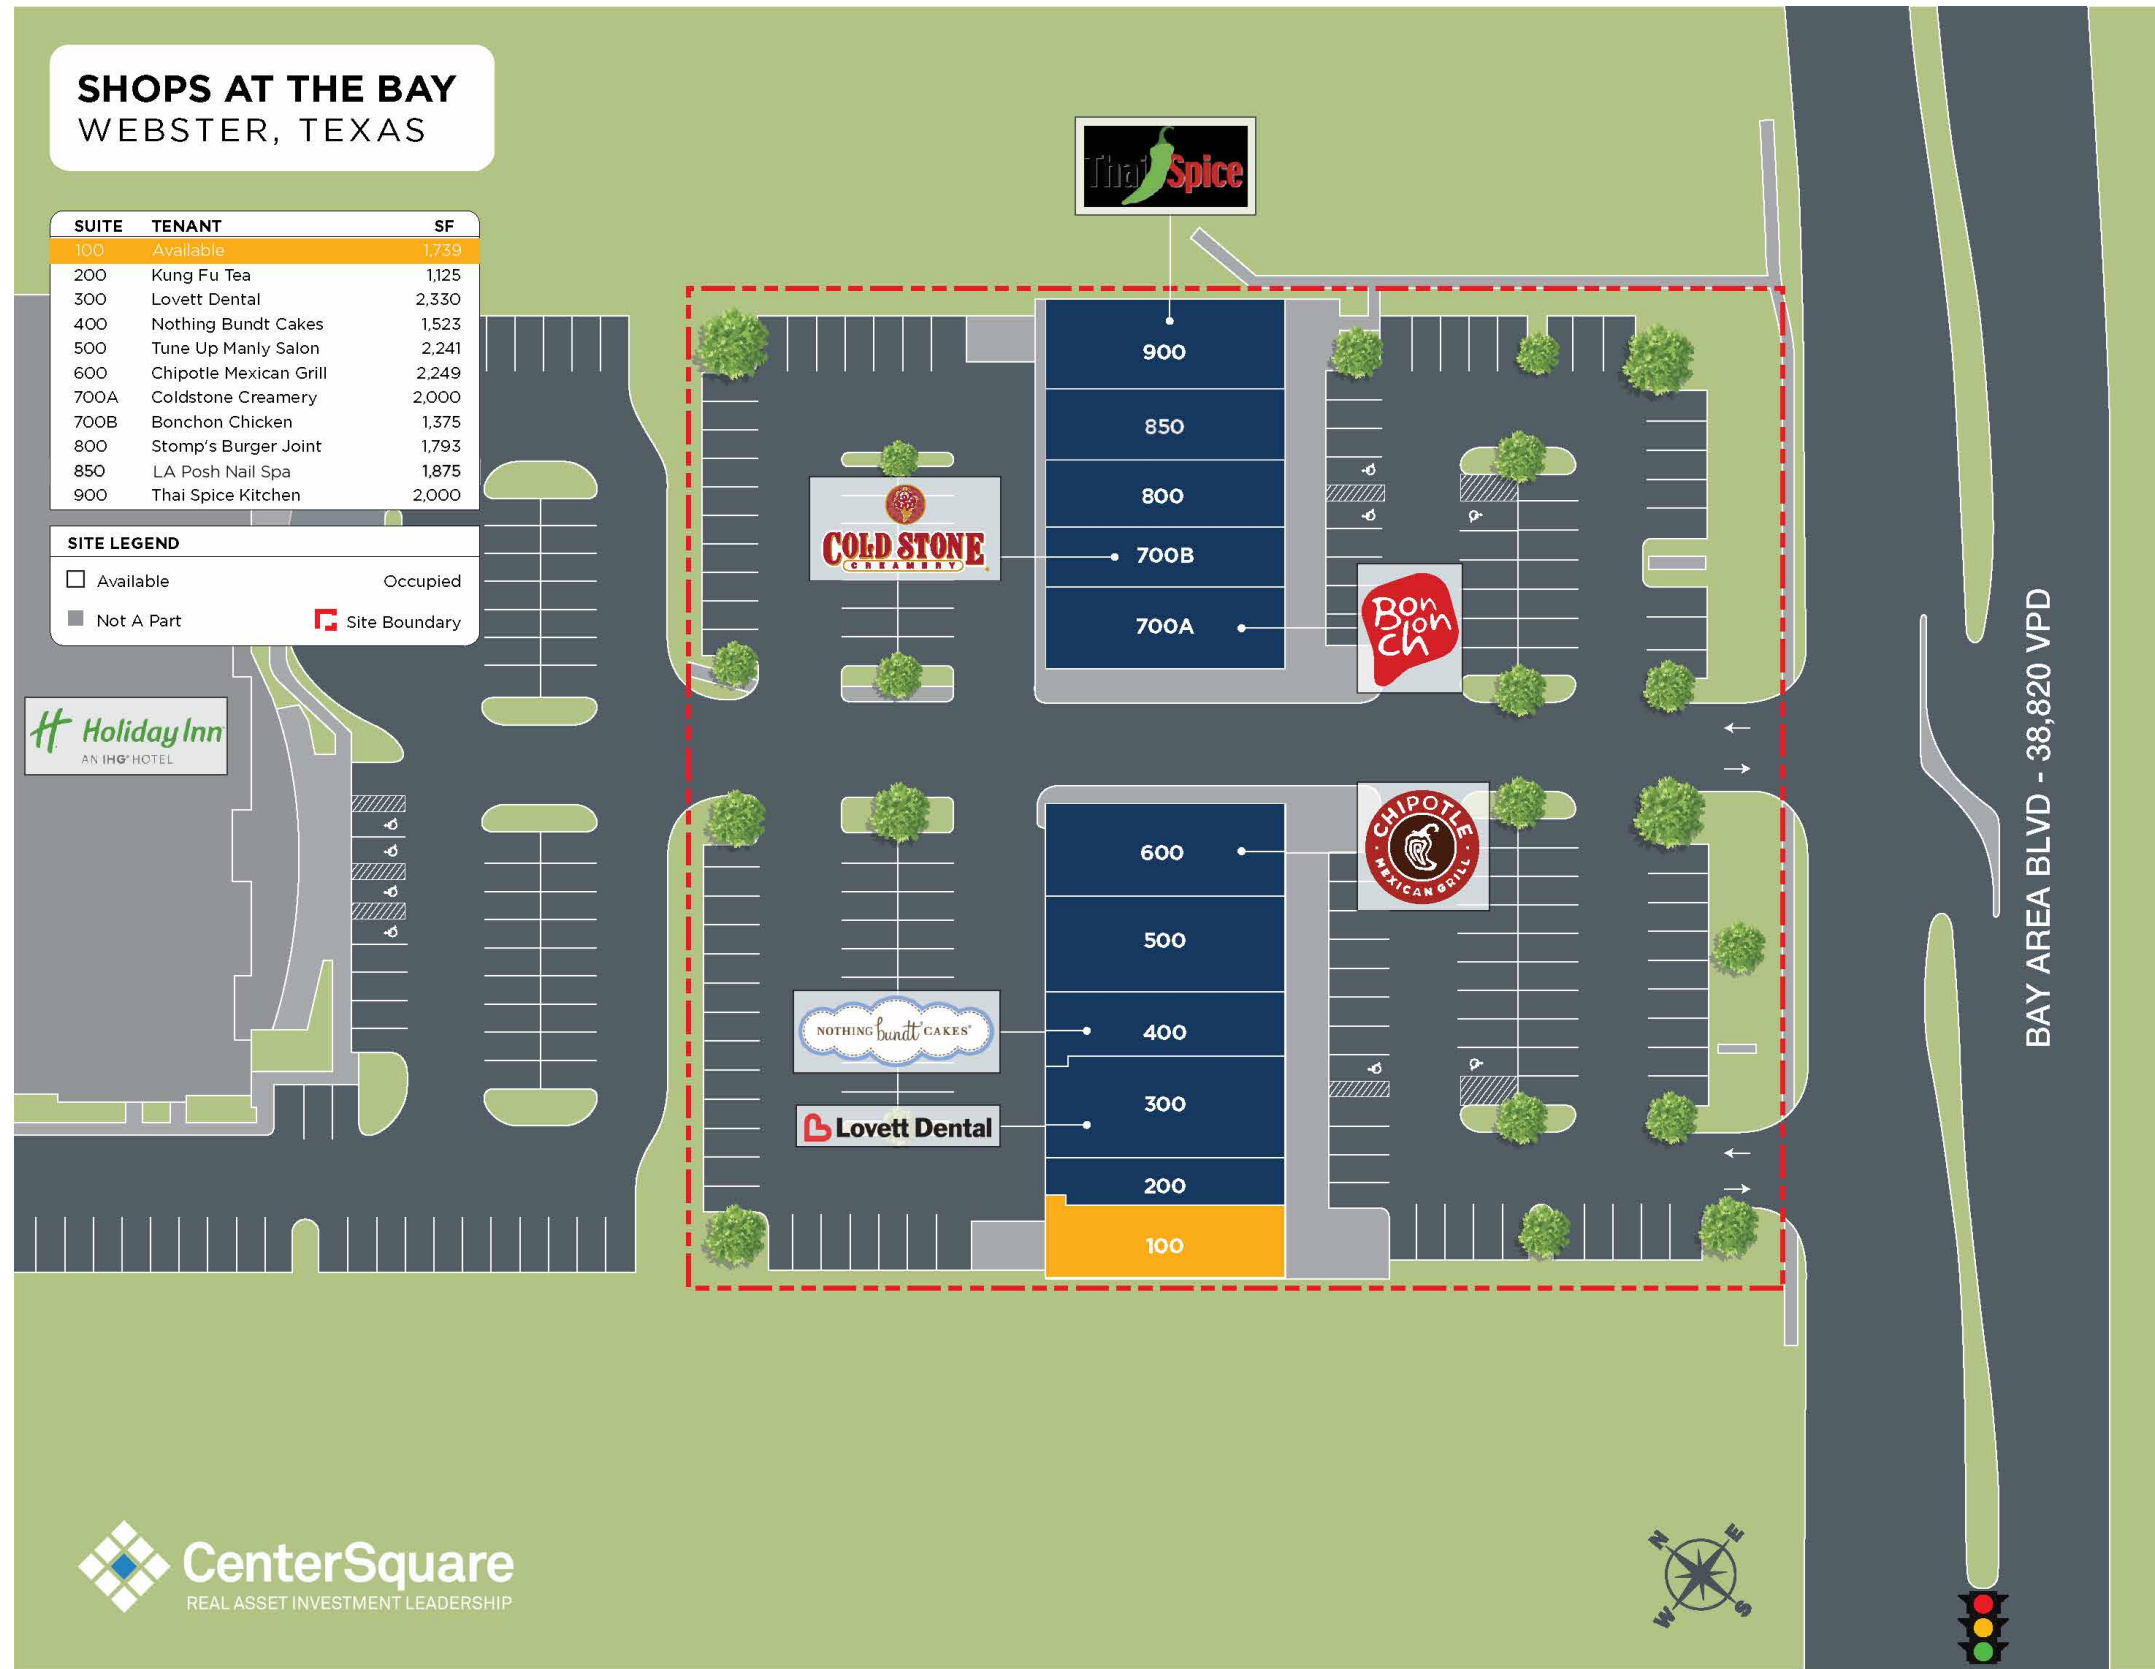 SHOPS AT THE BAY
WEBSTER, TEXAS
SUITE TENANT SF
100 Available 1,739
200 Kung Fu Tea 1,125
300 Lovett Dental 2,330
400 Nothing Bundt Cakes 1,523
500 Tune Up Manly Salon 2,241
600 Chipotle Mexican Grill 2,249
700A Coldstone Creamery 2,000
700B Bonchon Chicken 1,375
800 Stomp's Burger Joint 1,793
850 LA Posh Nail Spa 1,875
900 Thai Spice Kitchen 2,000
SITE LEGEND
Available Occupied
Not A Part Site Boundary
Thai Spice
900
850
800
700B
700A
COLD STONE
CREAMERY
Bon
Chon
Holiday Inn
AN IHG® HOTEL
CHIPOTLE
MEXICAN GRILL
600
500
400
300
200
100
NOTHING bundt CAKES®
Lovett Dental
BAY AREA BLVD - 38,820 VPD
CenterSquare
REAL ASSET INVESTMENT LEADERSHIP
N
E
W
S